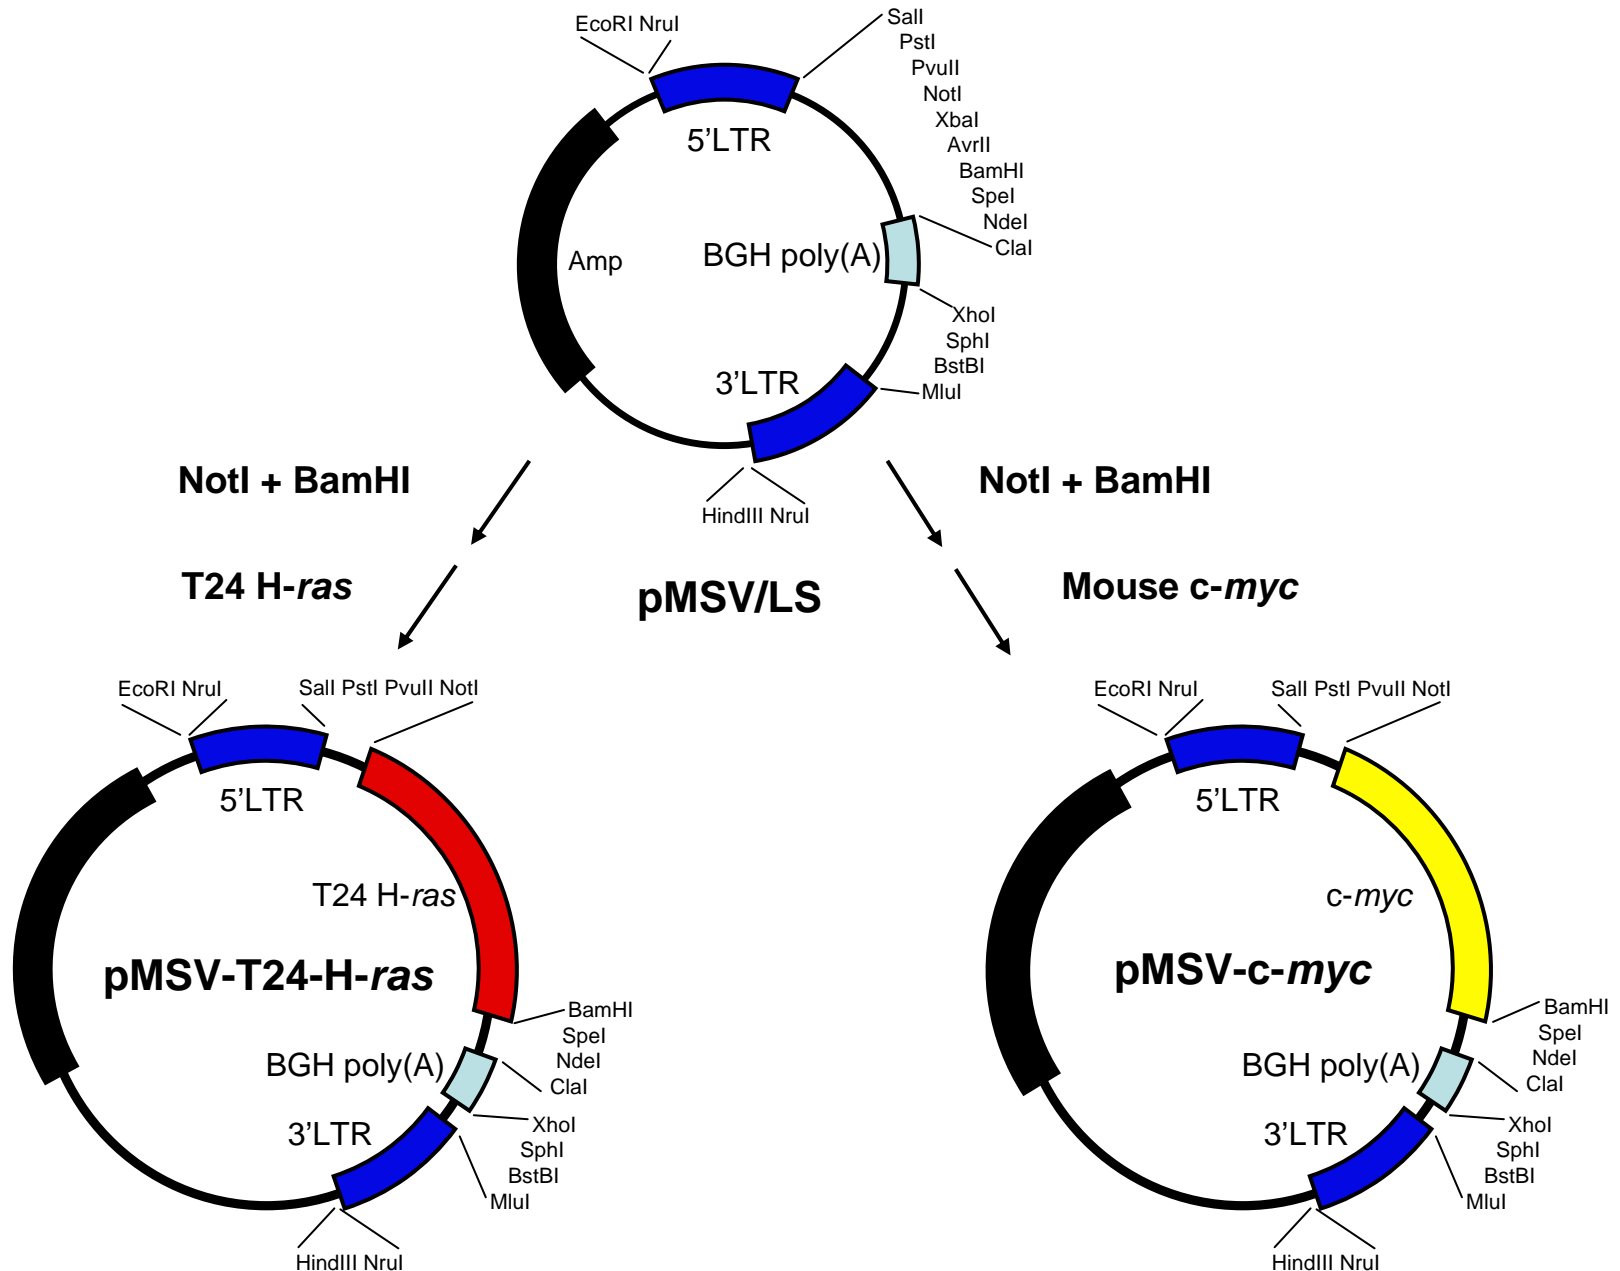 EcoRI NruI
SalI
PstI
PvuII
NotI
XbaI
AvrII
BamHI
SpeI
NdeI
ClaI
5'LTR
Amp
BGH poly(A)
XhoI
SphI
BstBI
MluI
3'LTR
HindIII NruI
NotI + BamHI
NotI + BamHI
T24 H-ras
pMSV/LS
Mouse c-myc
EcoRI NruI
SalI PstI PvuII NotI
5'LTR
T24 H-ras
pMSV-T24-H-ras
BamHI
SpeI
NdeI
ClaI
BGH poly(A)
XhoI
SphI
BstBI
MluI
3'LTR
HindIII NruI
EcoRI NruI
SalI PstI PvuII NotI
5'LTR
c-myc
pMSV-c-myc
BamHI
SpeI
NdeI
ClaI
BGH poly(A)
XhoI
SphI
BstBI
MluI
3'LTR
HindIII NruI